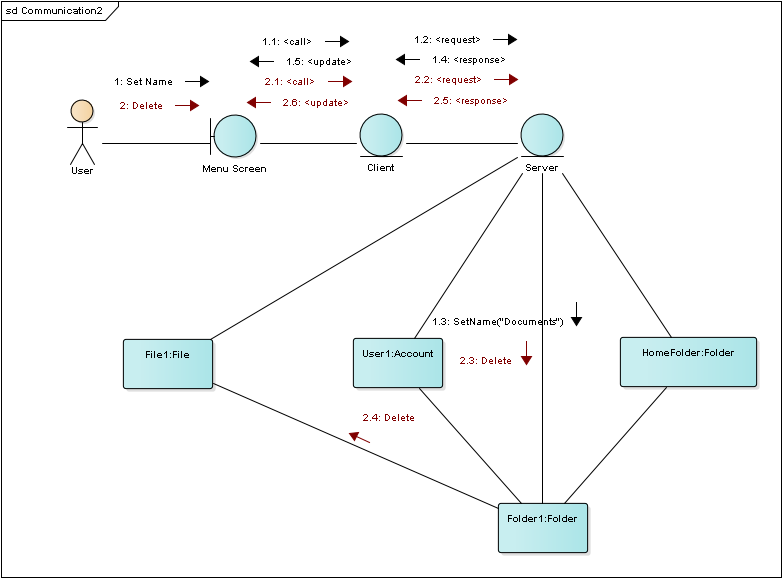 sd Communication2
1.1: <call>
1.2: <request>
1.5: <update>
1.4: <response>
1: Set Name
2.1: <call>
2.2: <request>
2: Delete
2.6: <update>
2.5: <response>
User
Menu Screen
Client
Server
1.3: SetName("Documents")
File1:File
User1:Account
2.3: Delete
HomeFolder:Folder
2.4: Delete
Folder1:Folder